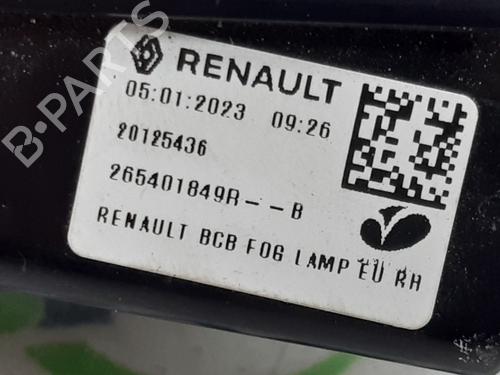 RENAULT
05:01:2023 09:26
20125436
265401849R--B
RENAULT BCB FOG LAMP EU RH
B-PARTS